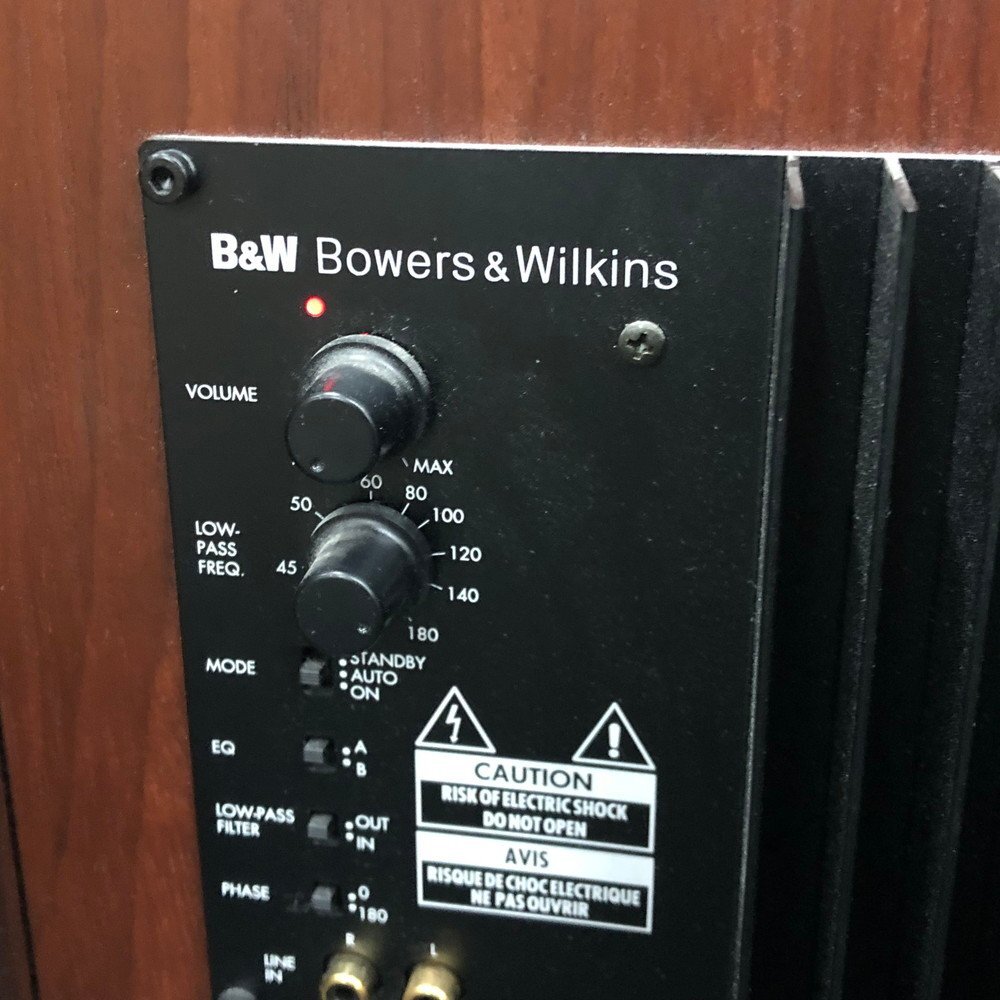 B&W Bowers & Wilkins
VOLUME
MAX
LOW-
PASS
FREQ.
45
50
60
80
100
120
140
180
MODE
STANDBY
AUTO
ON
EQ
A
B
LOW-PASS
FILTER
OUT
IN
PHASE
0
180
LINE
IN
R
L
CAUTION
RISK OF ELECTRIC SHOCK
DO NOT OPEN
AVIS
RISQUE DE CHOC ELECTRIQUE
NE PAS OUVRIR